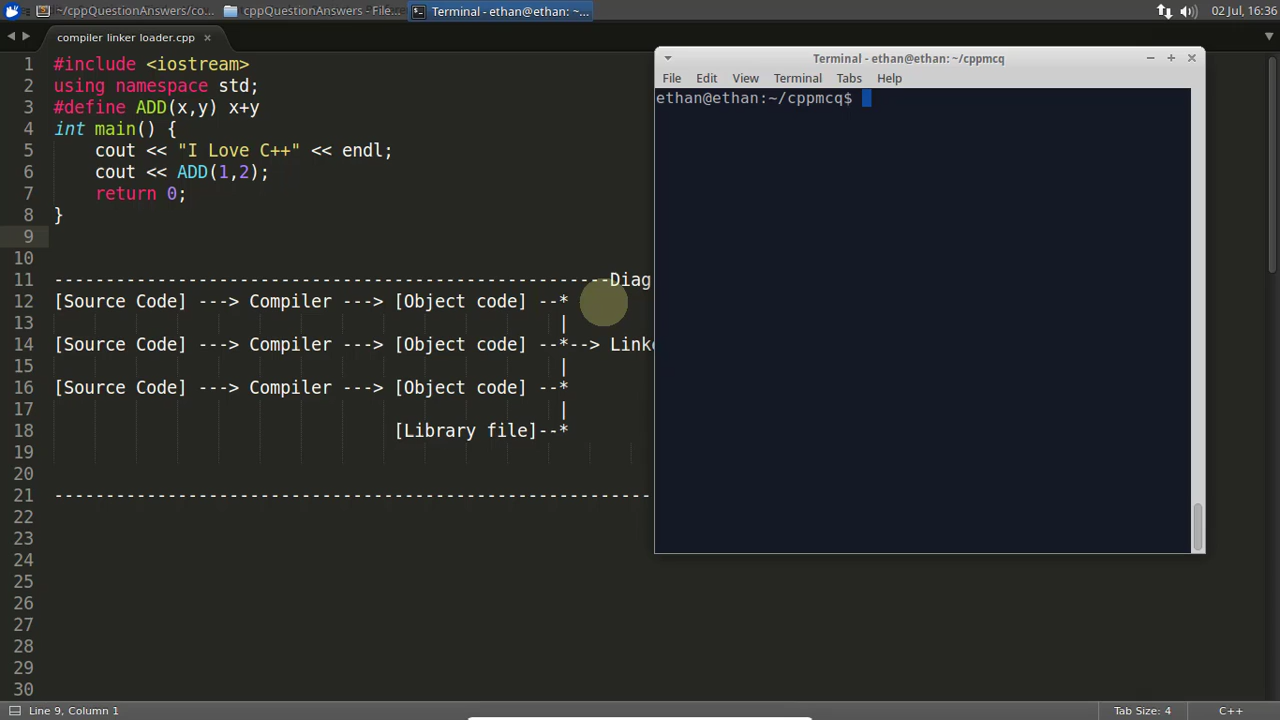 ~/cppQuestionAnswers/co...
cppQuestionAnswers - File...
Terminal - ethan@ethan: ~...
02 Jul, 16:36
compiler linker loader.cpp ×
1 #include <iostream>
2 using namespace std;
3 #define ADD(x,y) x+y
4 int main() {
5 cout << "I Love C++" << endl;
6 cout << ADD(1,2);
7 return 0;
8 }
9
10
11 ------------------------------------------------------Diag
12 [Source Code] ---> Compiler ---> [Object code] --*
13 |
14 [Source Code] ---> Compiler ---> [Object code] --*--> Linke
15 |
16 [Source Code] ---> Compiler ---> [Object code] --*
17 |
18 [Library file]--*
19
20
21 ----------------------------------------------------------
22
23
24
25
26
27
28
29
30
Terminal - ethan@ethan: ~/cppmcq
File Edit View Terminal Tabs Help
ethan@ethan:~/cppmcq$
Line 9, Column 1
Tab Size: 4
C++